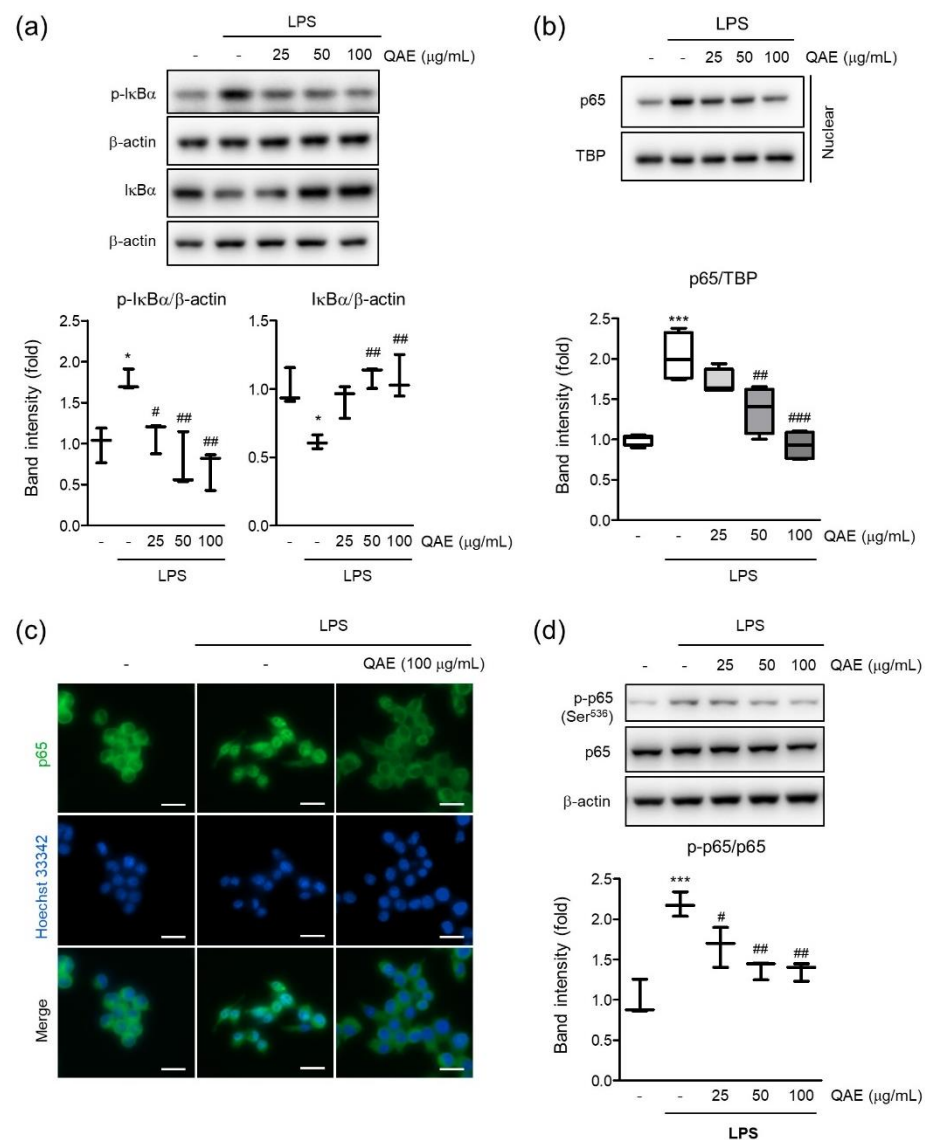 (a)
LPS
- - 25 50 100 QAE (μg/mL)
p-IκBα
β-actin
IκBα
β-actin
p-IκBα/β-actin
Band intensity (fold)
2.5
2.0
1.5
1.0
0.5
0.0
*
#
##
##
- - 25 50 100
LPS
IκBα/β-actin
1.5
1.0
0.5
0.0
*
##
##
- - 25 50 100 QAE (μg/mL)
LPS
(b)
LPS
- - 25 50 100 QAE (μg/mL)
p65
TBP
Nuclear
p65/TBP
Band intensity (fold)
2.5
2.0
1.5
1.0
0.5
0.0
***
##
###
- - 25 50 100 QAE (μg/mL)
LPS
(c)
LPS
- - QAE (100 μg/mL)
p65
Hoechst 33342
Merge
(d)
LPS
- - 25 50 100 QAE (μg/mL)
p-p65
(Ser536)
p65
β-actin
p-p65/p65
Band intensity (fold)
2.5
2.0
1.5
1.0
0.5
0.0
***
#
##
##
- - 25 50 100 QAE (μg/mL)
LPS